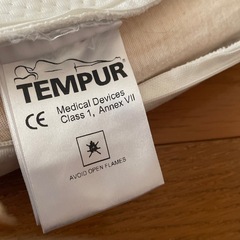 TEMPUR
CE Medical Devices
Class 1, Annex VII
AVOID OPEN FLAMES